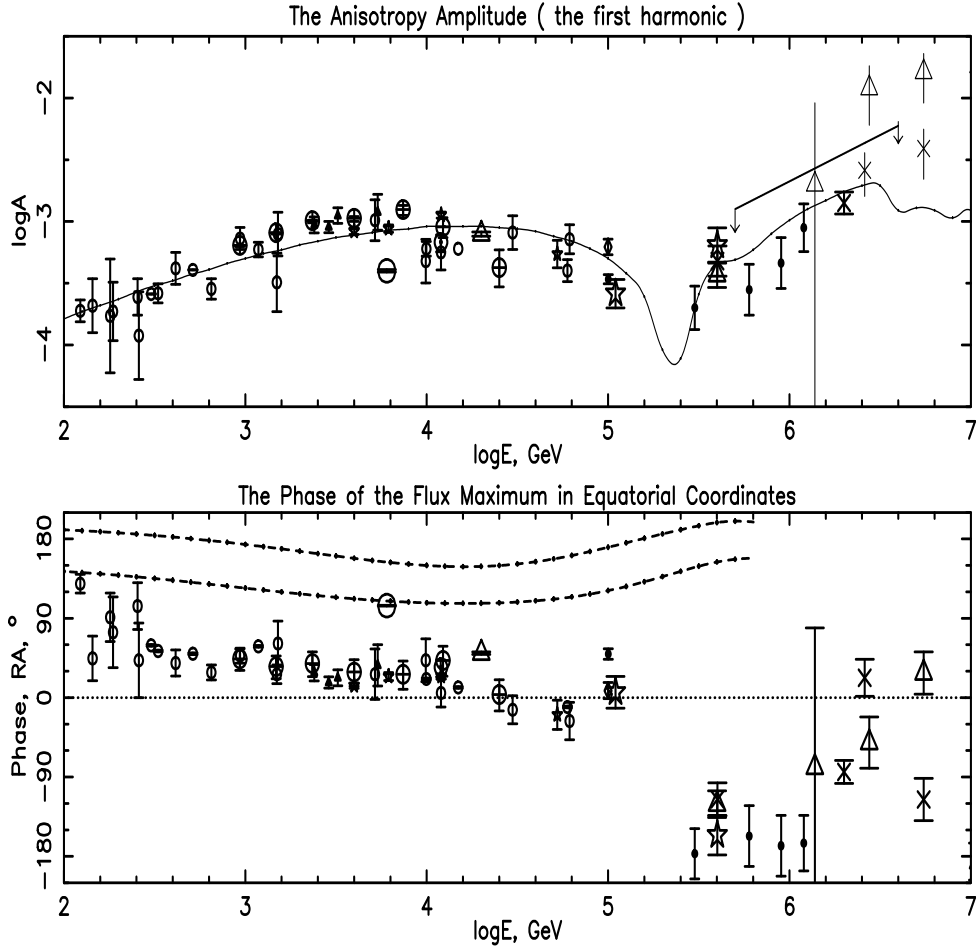 The Anisotropy Amplitude ( the first harmonic )
logA
−2
−3
−4
2 3 4 5 6 7
logE, GeV
The Phase of the Flux Maximum in Equatorial Coordinates
Phase, RA, °
180
90
0
−90
−180
2 3 4 5 6 7
logE, GeV